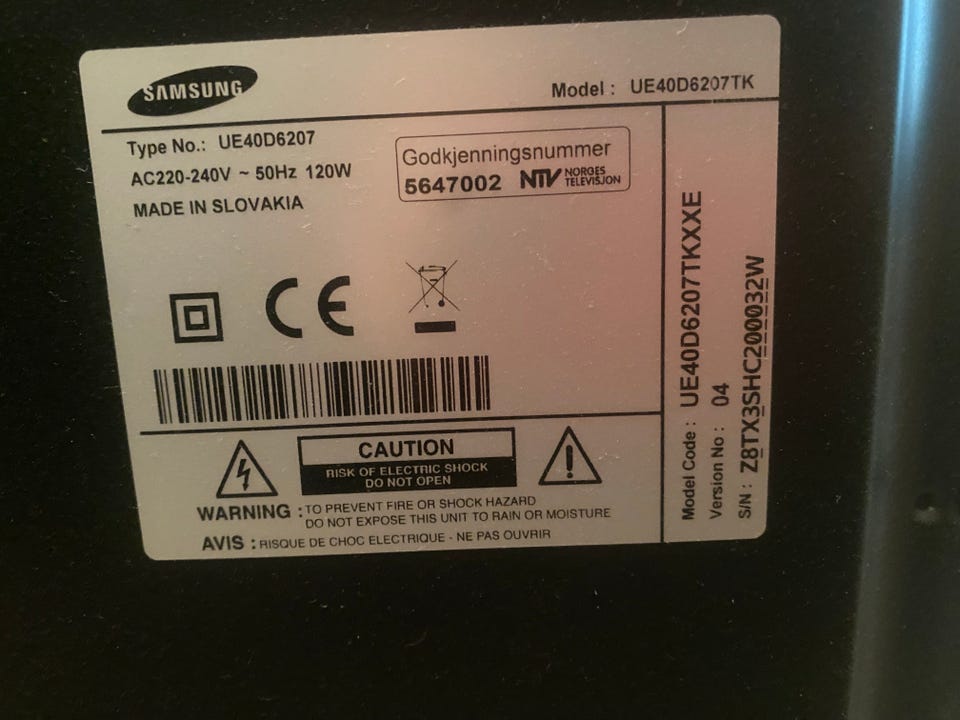 SAMSUNG
Model : UE40D6207TK
Type No.: UE40D6207
AC220-240V ~ 50Hz 120W
MADE IN SLOVAKIA
Godkjenningsnummer
5647002 NTV NORGES TELEVISJON
CE
CAUTION
RISK OF ELECTRIC SHOCK
DO NOT OPEN
WARNING : TO PREVENT FIRE OR SHOCK HAZARD
DO NOT EXPOSE THIS UNIT TO RAIN OR MOISTURE
AVIS : RISQUE DE CHOC ELECTRIQUE - NE PAS OUVRIR
Model Code : UE40D6207TKXXE
Version No : 04
S/N : Z8TX3SHC200032W